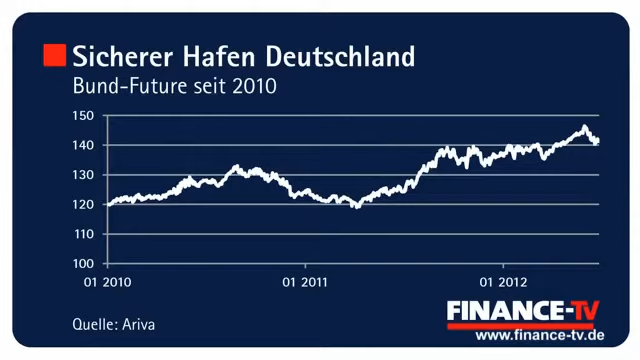 Sicherer Hafen Deutschland
Bund-Future seit 2010
150
140
130
120
110
100
01 2010
01 2011
01 2012
Quelle: Ariva
FINANCE-TV
www.finance-tv.de